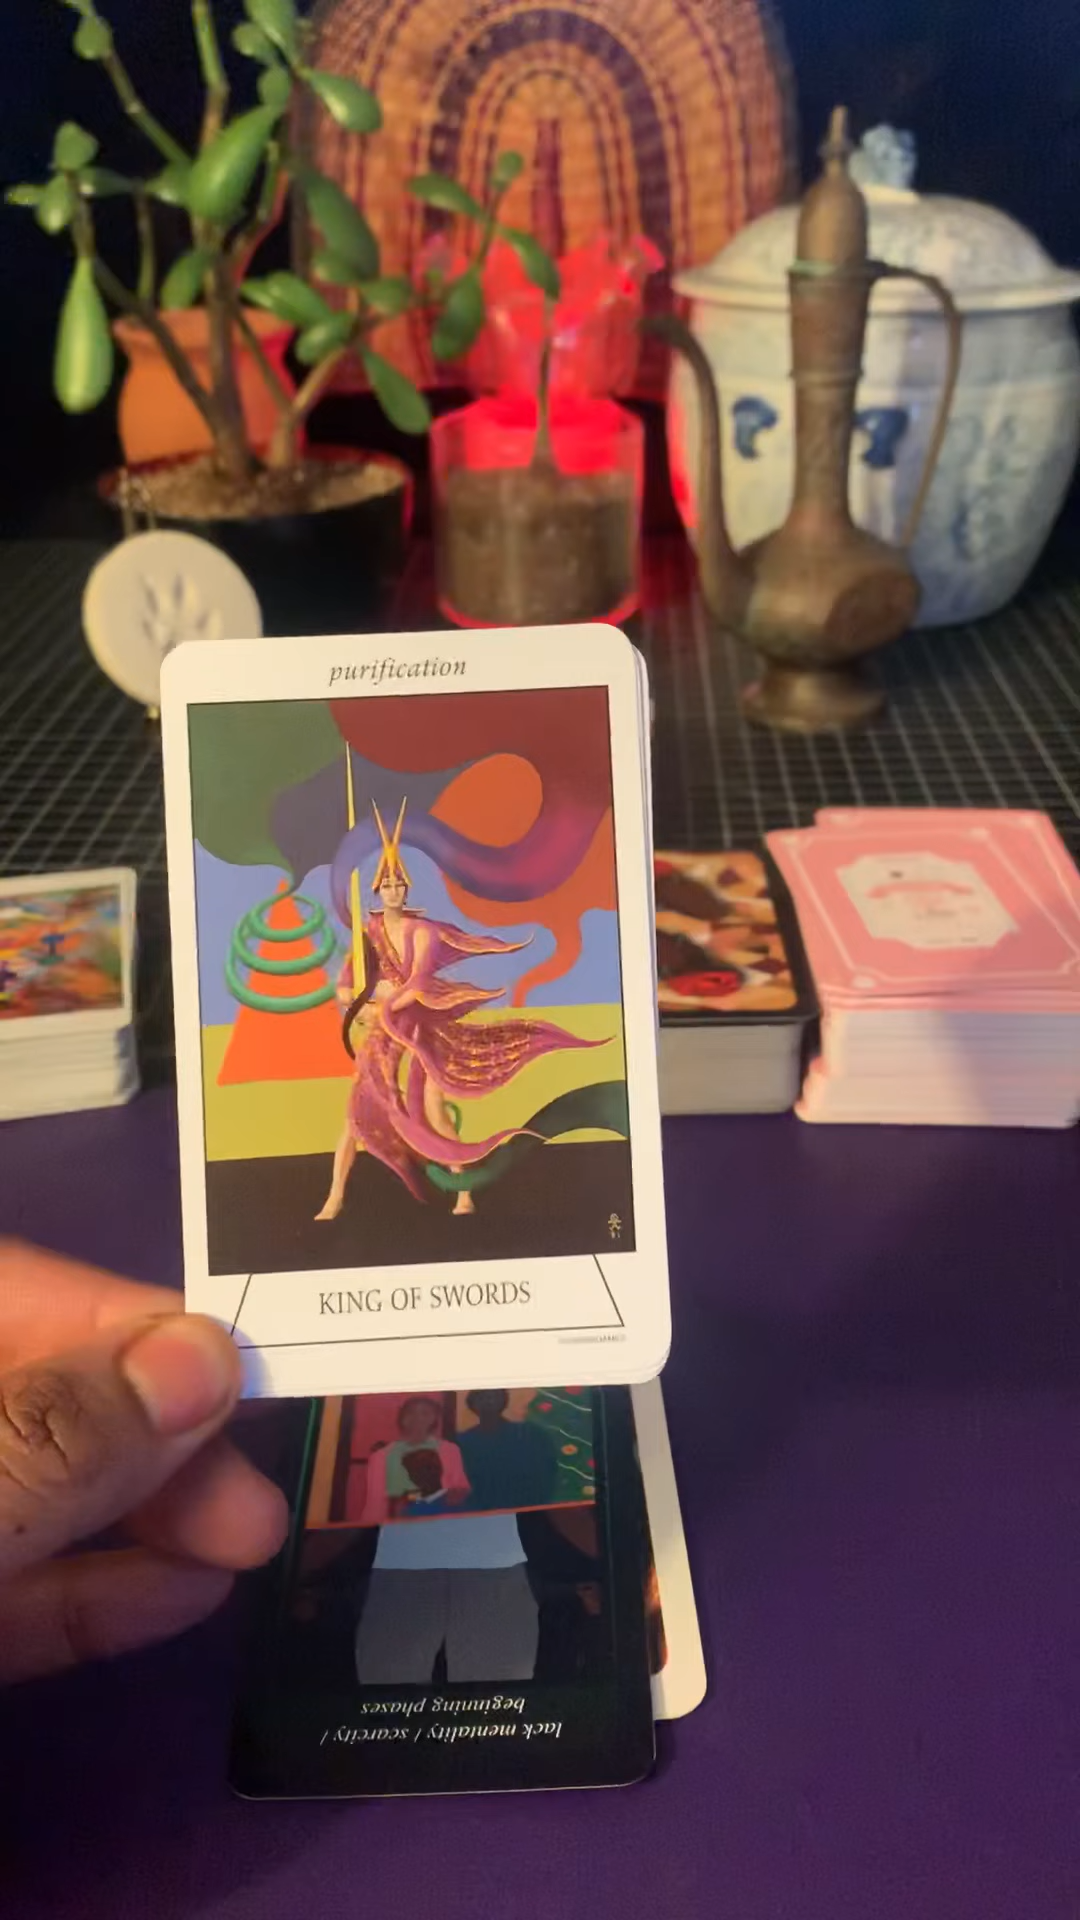 purification
KING OF SWORDS
lack mentality / scarcity /
beginning phases